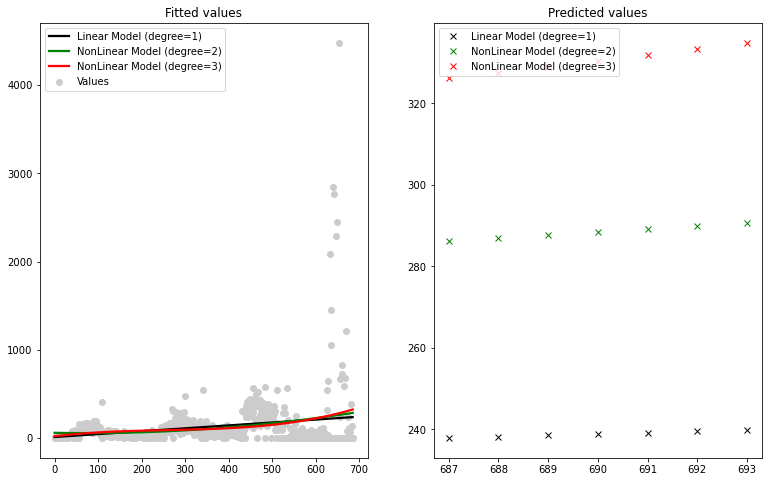 Fitted values
Linear Model (degree=1)
NonLinear Model (degree=2)
NonLinear Model (degree=3)
Values
4000
3000
2000
1000
0
0 100 200 300 400 500 600 700
Predicted values
Linear Model (degree=1)
NonLinear Model (degree=2)
NonLinear Model (degree=3)
320
300
280
260
240
687 688 689 690 691 692 693